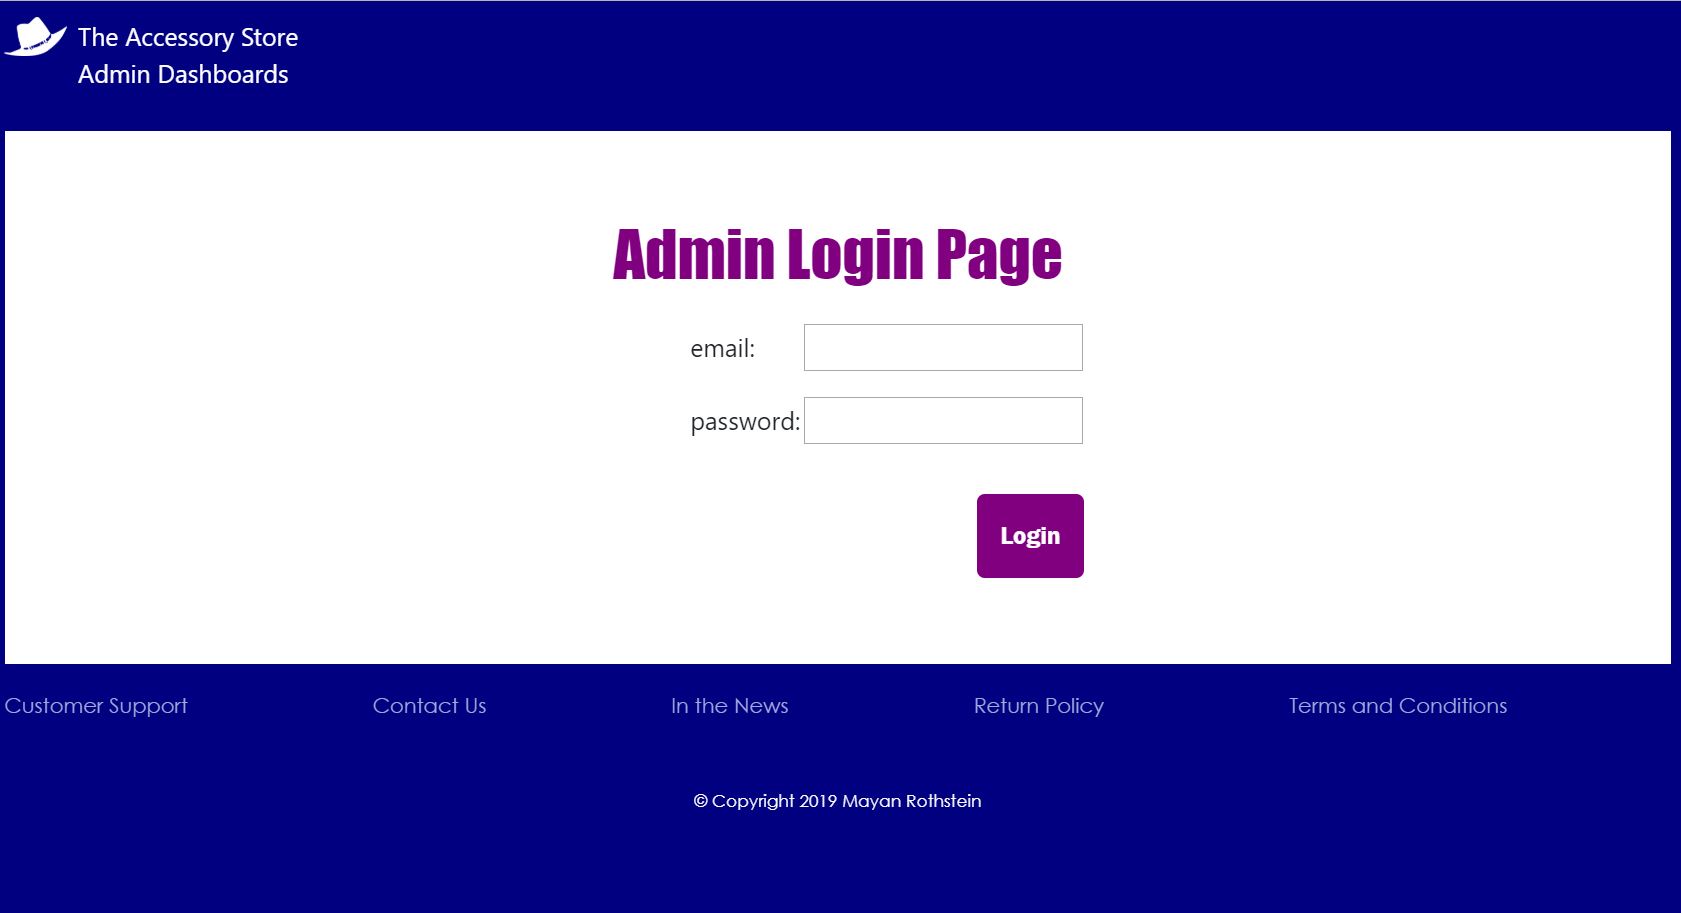 The Accessory Store
Admin Dashboards
Admin Login Page
email:
password:
Login
Customer Support
Contact Us
In the News
Return Policy
Terms and Conditions
© Copyright 2019 Mayan Rothstein